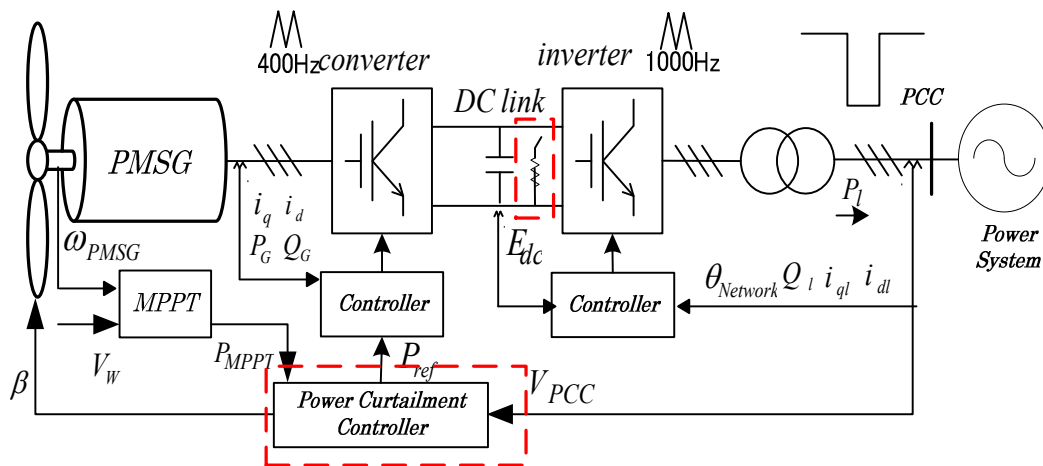 400Hz
converter
inverter
1000Hz
PCC
DC link
PMSG
i_q i_d
P_G Q_G
ω_PMSG
E_dc
P_l
Power
System
MPPT
Controller
Controller
θ_Network Q_l i_ql i_dl
V_W
P_MPPT
P_ref
β
V_PCC
Power Curtailment
Controller